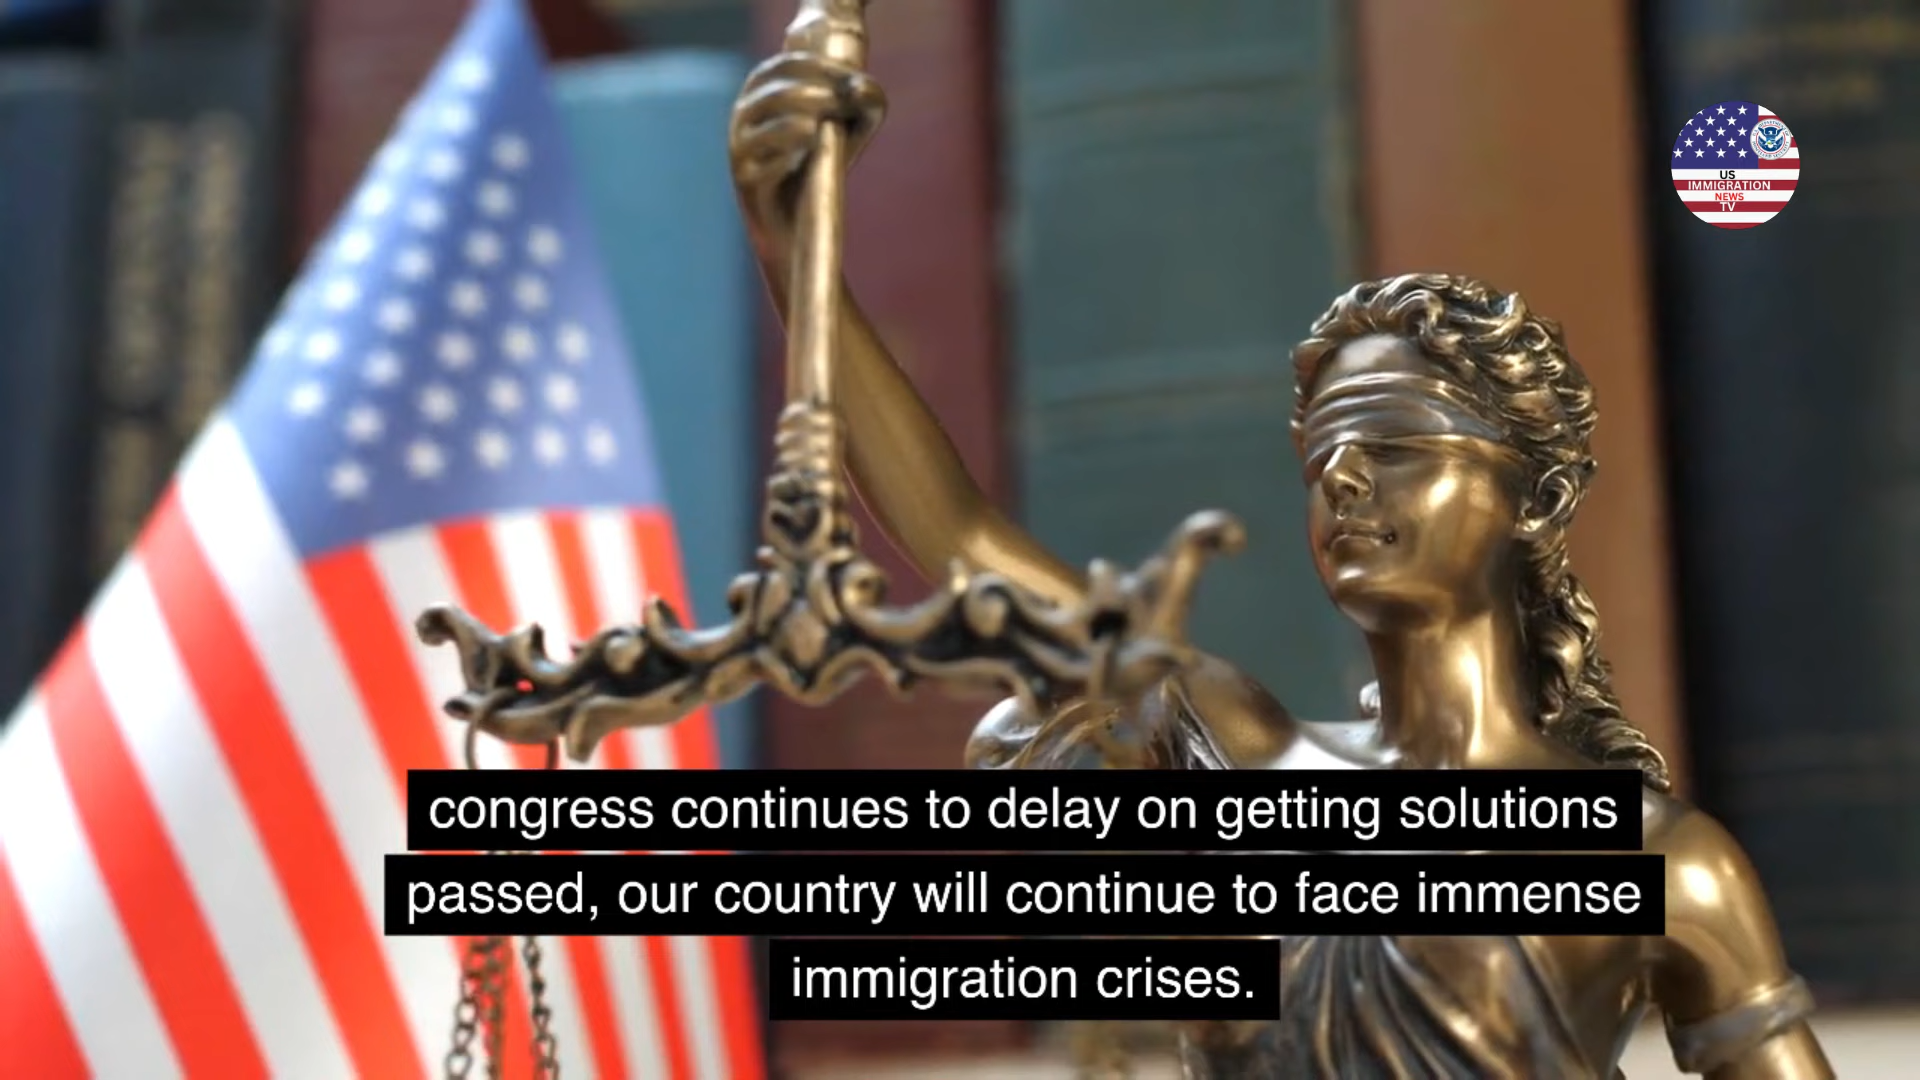 US
IMMIGRATION
NEWS
TV
congress continues to delay on getting solutions
passed, our country will continue to face immense
immigration crises.